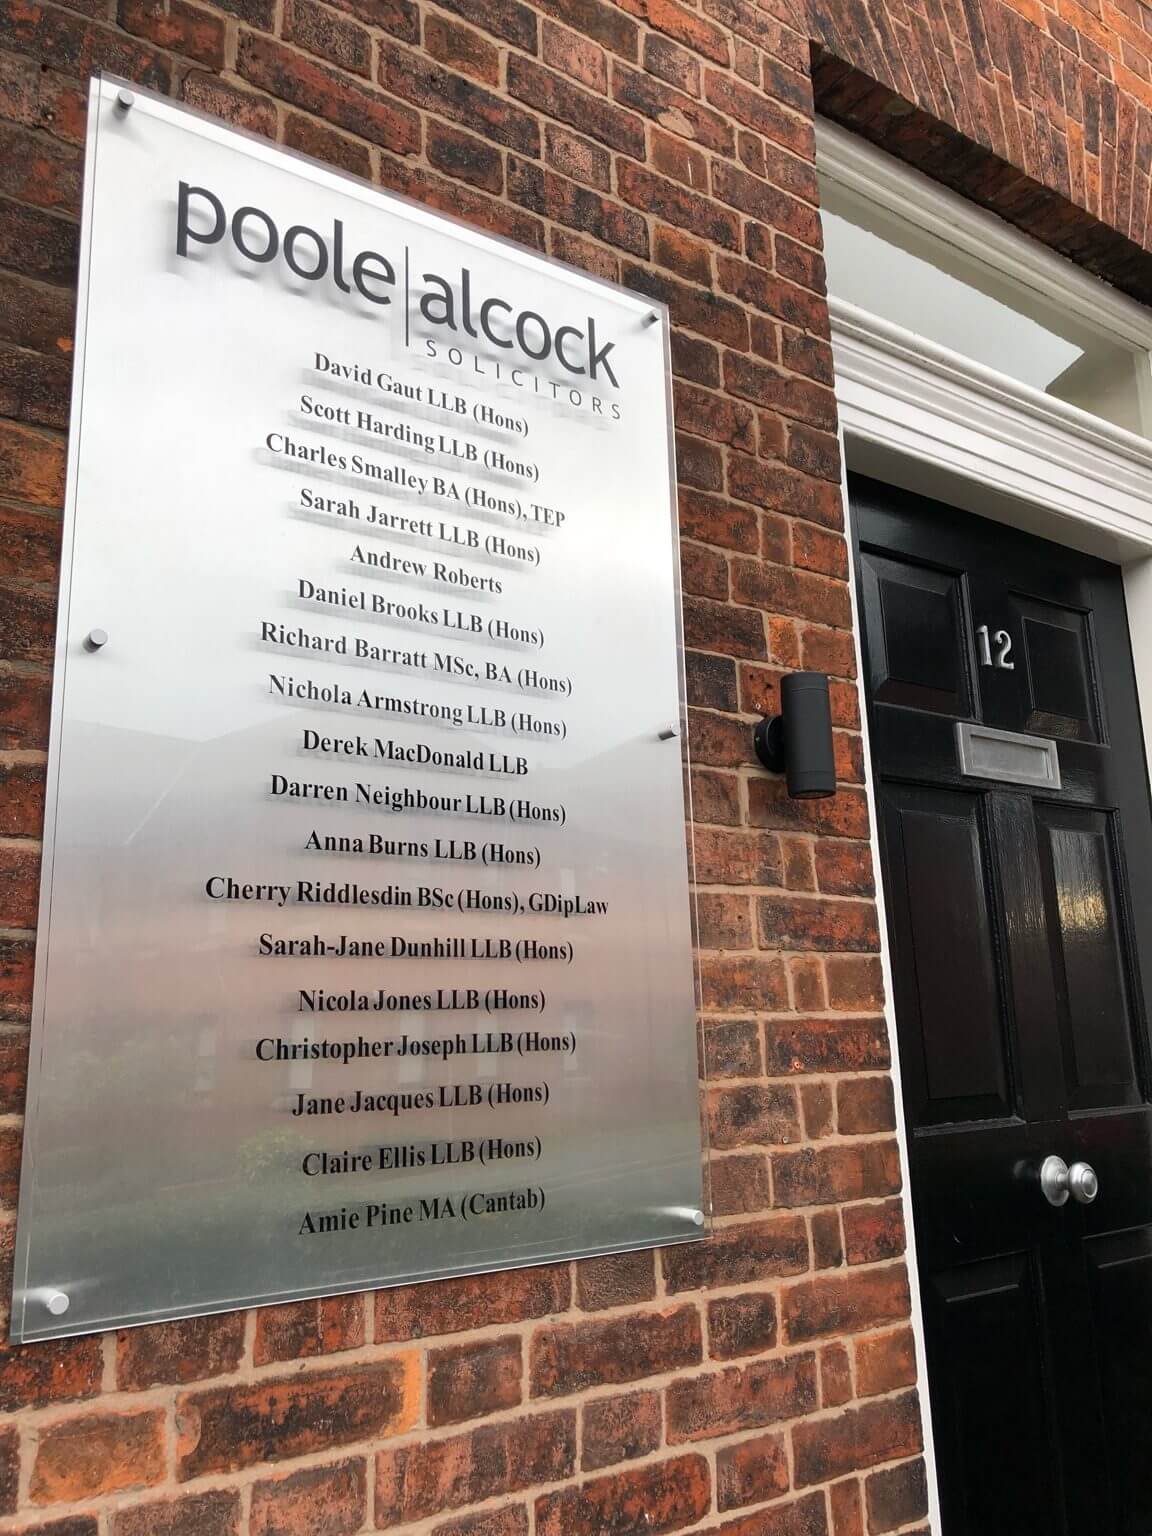 poole alcock
SOLICITORS
David Gaut LLB (Hons)
Scott Harding LLB (Hons)
Charles Smalley BA (Hons), TEP
Sarah Jarrett LLB (Hons)
Andrew Roberts
Daniel Brooks LLB (Hons)
Richard Barratt MSc, BA (Hons)
Nichola Armstrong LLB (Hons)
Derek MacDonald LLB
Darren Neighbour LLB (Hons)
Anna Burns LLB (Hons)
Cherry Riddlesdin BSc (Hons), GDipLaw
Sarah-Jane Dunhill LLB (Hons)
Nicola Jones LLB (Hons)
Christopher Joseph LLB (Hons)
Jane Jacques LLB (Hons)
Claire Ellis LLB (Hons)
Amie Pine MA (Cantab)
12